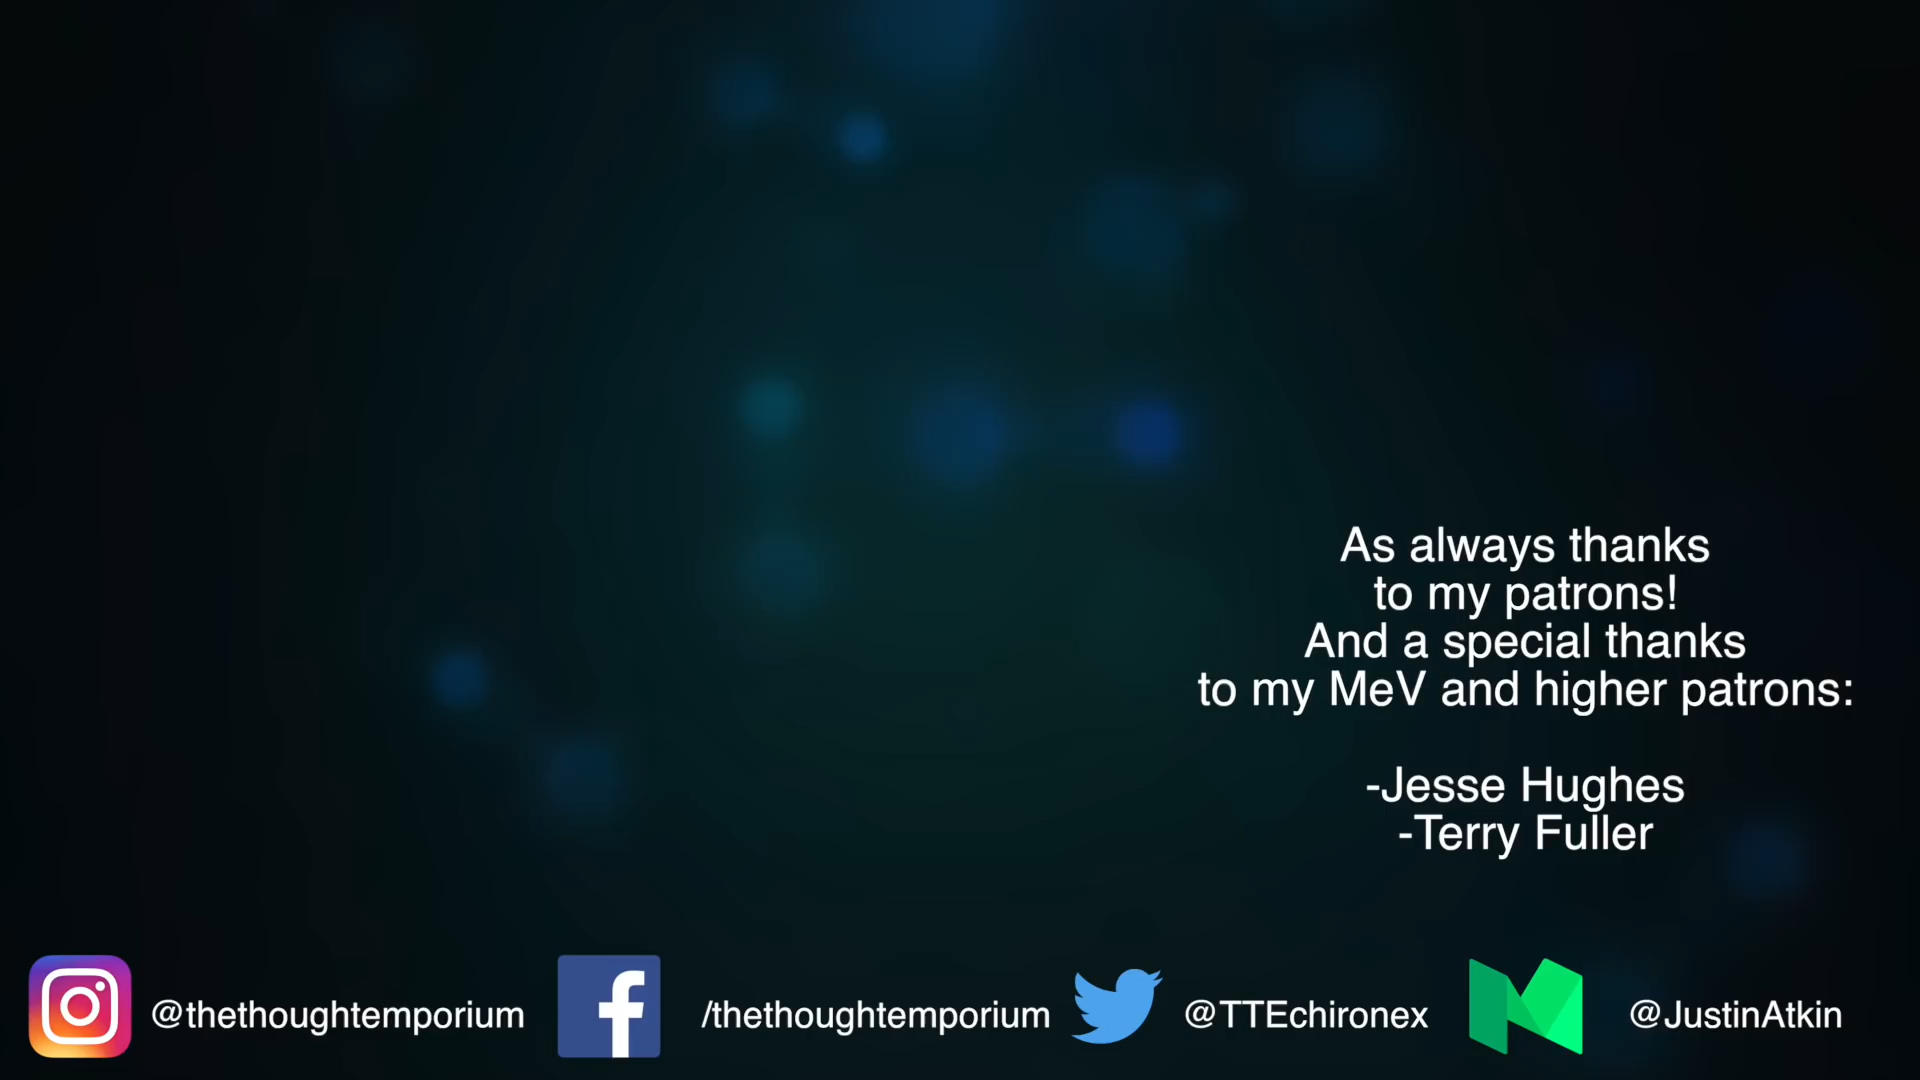 As always thanks
to my patrons!
And a special thanks
to my MeV and higher patrons:
-Jesse Hughes
-Terry Fuller
@thethoughtemporium
/thethoughtemporium
@TTEchironex
@JustinAtkin